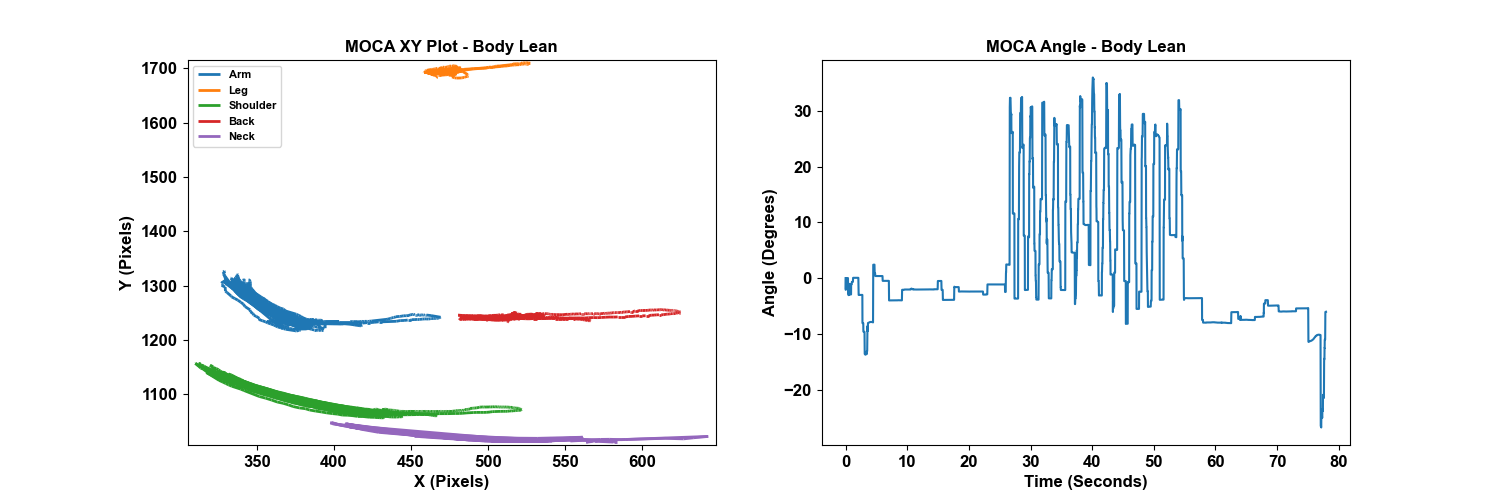 MOCA XY Plot - Body Lean
Y (Pixels)
1700
1600
1500
1400
1300
1200
1100
Arm
Leg
Shoulder
Back
Neck
350 400 450 500 550 600
X (Pixels)
MOCA Angle - Body Lean
Angle (Degrees)
30
20
10
0
−10
−20
0 10 20 30 40 50 60 70 80
Time (Seconds)